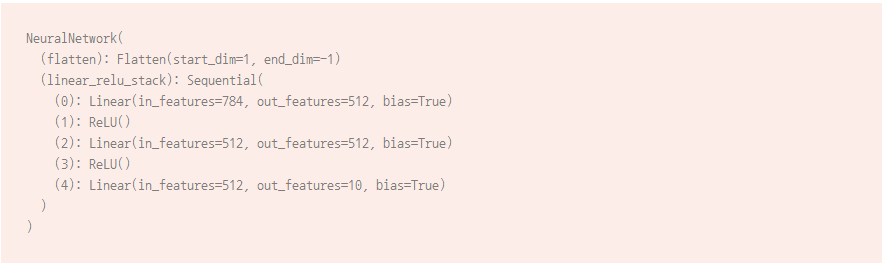 NeuralNetwork(
  (flatten): Flatten(start_dim=1, end_dim=-1)
  (linear_relu_stack): Sequential(
    (0): Linear(in_features=784, out_features=512, bias=True)
    (1): ReLU()
    (2): Linear(in_features=512, out_features=512, bias=True)
    (3): ReLU()
    (4): Linear(in_features=512, out_features=10, bias=True)
  )
)